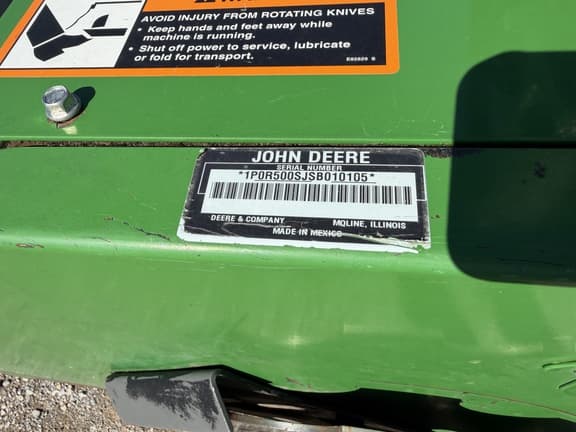 AVOID INJURY FROM ROTATING KNIVES
• Keep hands and feet away while
machine is running.
• Shut off power to service, lubricate
or fold for transport.
JOHN DEERE
SERIAL NUMBER
*1P0R500SJSB010105*
DEERE & COMPANY MOLINE, ILLINOIS
MADE IN MEXICO